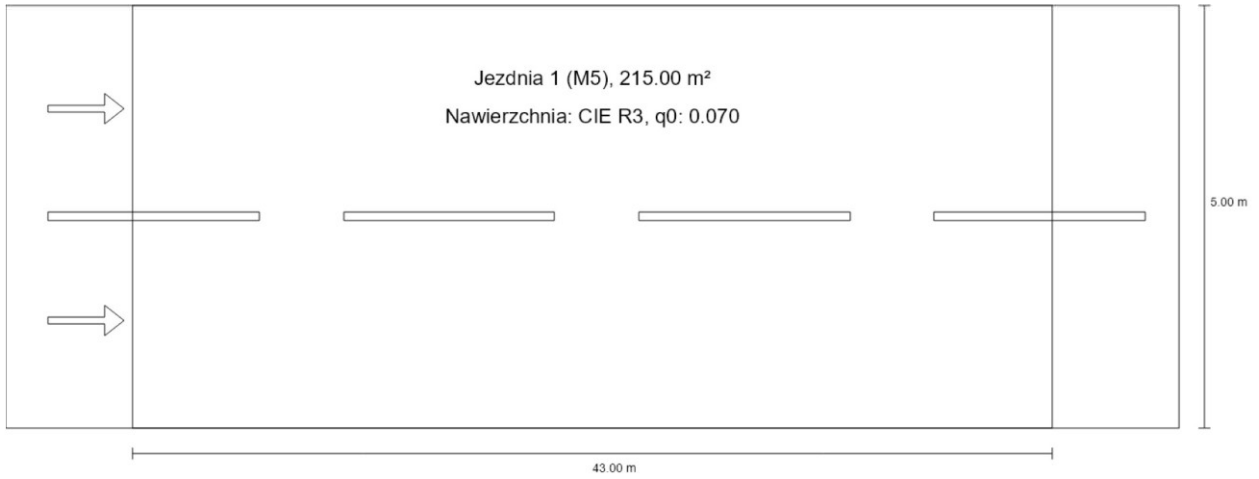 Jezdnia 1 (M5), 215.00 m²
Nawierzchnia: CIE R3, q0: 0.070
5.00 m
43.00 m